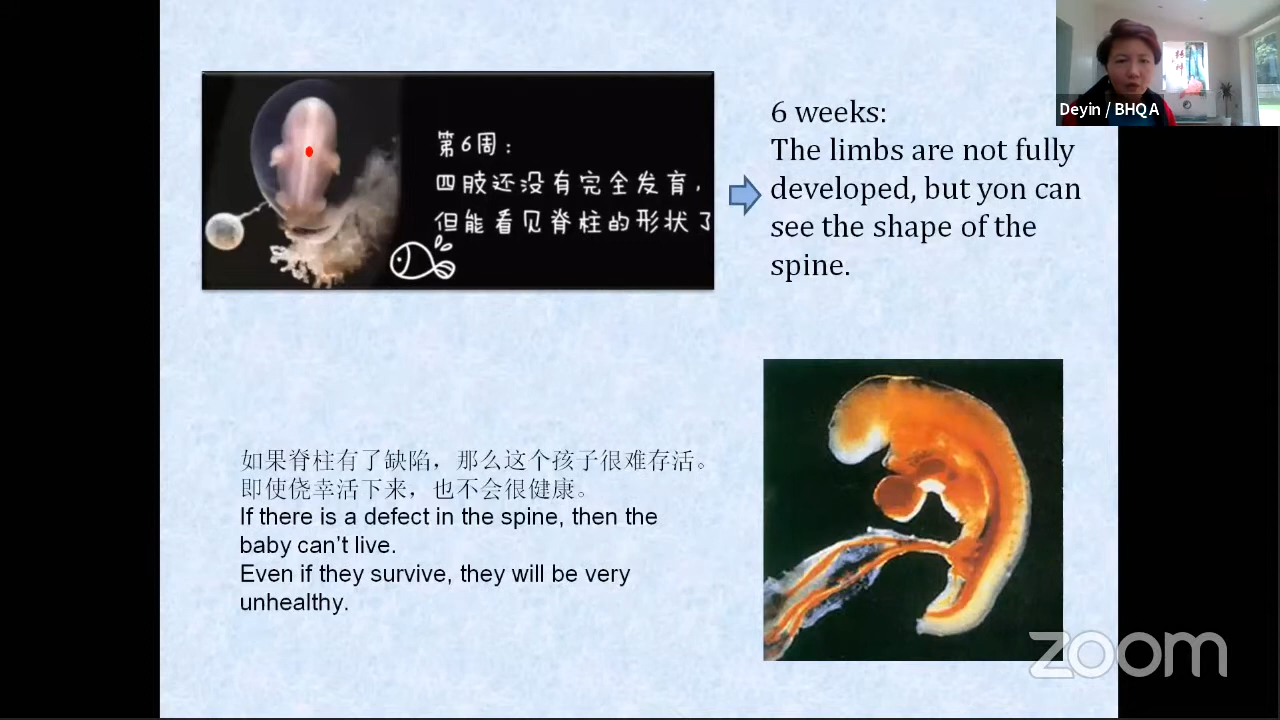 第6周：
四肢还没有完全发育，
但能看见脊柱的形状了
6 weeks:
The limbs are not fully
developed, but yon can
see the shape of the
spine.
Deyin / BHQA
如果脊柱有了缺陷，那么这个孩子很难存活。
即使侥幸活下来，也不会很健康。
If there is a defect in the spine, then the
baby can’t live.
Even if they survive, they will be very
unhealthy.
zoom